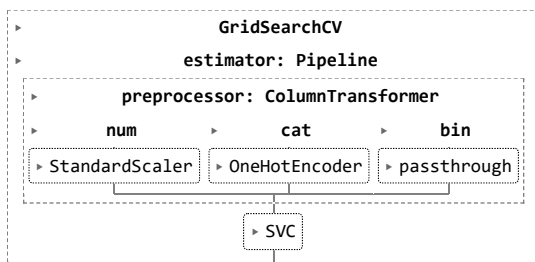 GridSearchCV
estimator: Pipeline
preprocessor: ColumnTransformer
num cat bin
StandardScaler OneHotEncoder passthrough
SVC